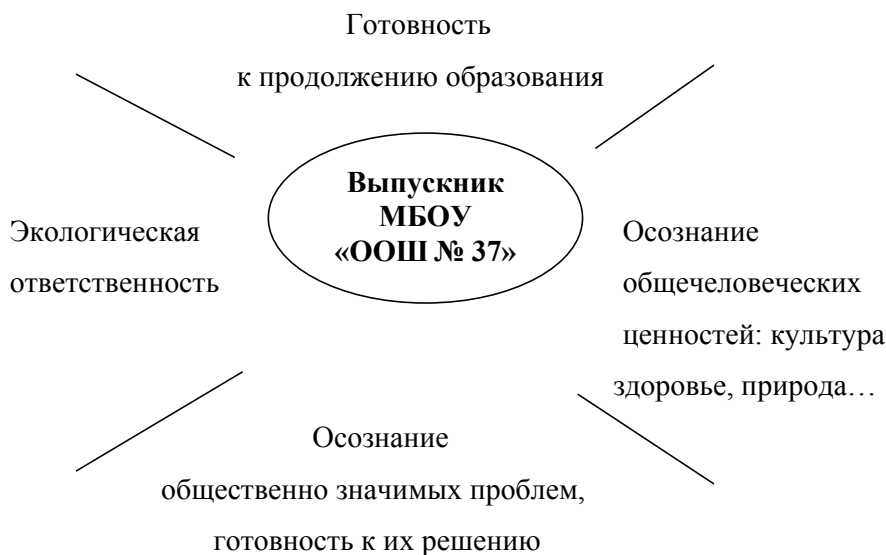 Готовность
к продолжению образования
Выпускник
МБОУ
«ООШ № 37»
Экологическая
ответственность
Осознание
общечеловеческих
ценностей: культура
здоровье, природа…
Осознание
общественно значимых проблем,
готовность к их решению